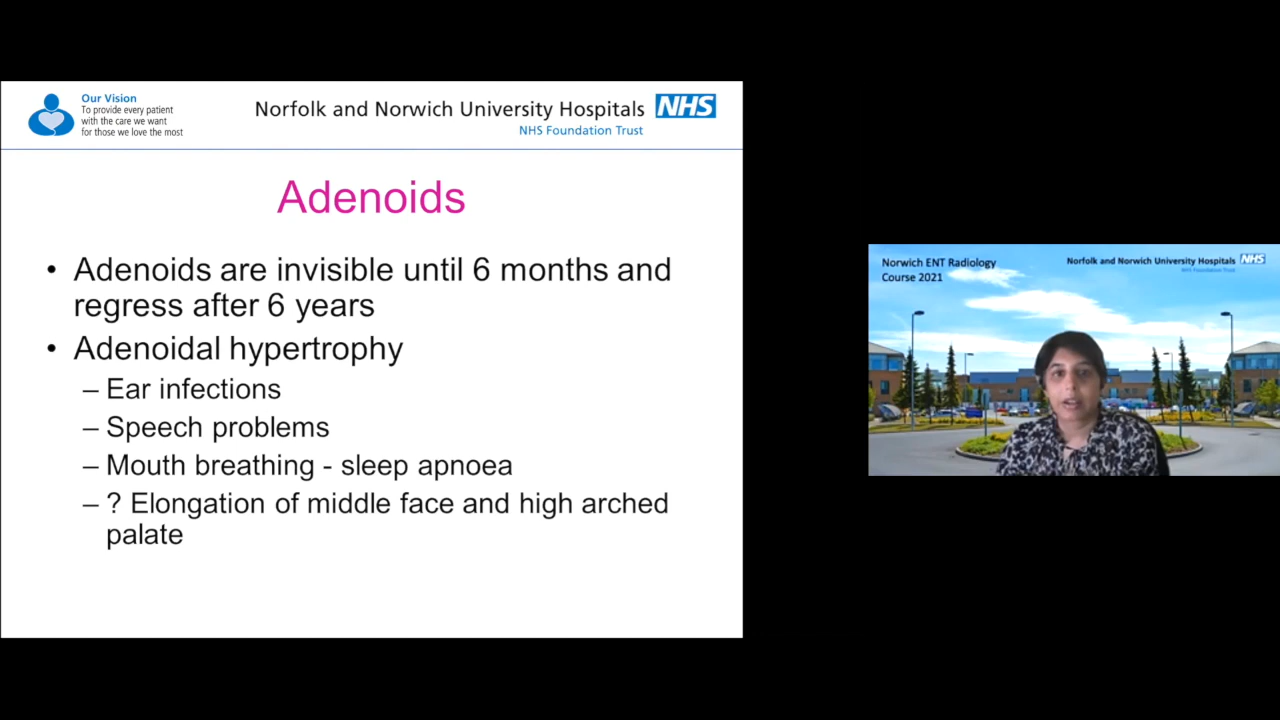 Our Vision
To provide every patient
with the care we want
for those we love the most
Norfolk and Norwich University Hospitals NHS
NHS Foundation Trust
Adenoids
• Adenoids are invisible until 6 months and
regress after 6 years
• Adenoidal hypertrophy
– Ear infections
– Speech problems
– Mouth breathing - sleep apnoea
– ? Elongation of middle face and high arched
palate
Norwich ENT Radiology
Course 2021
Norfolk and Norwich University Hospitals NHS
NHS Foundation Trust